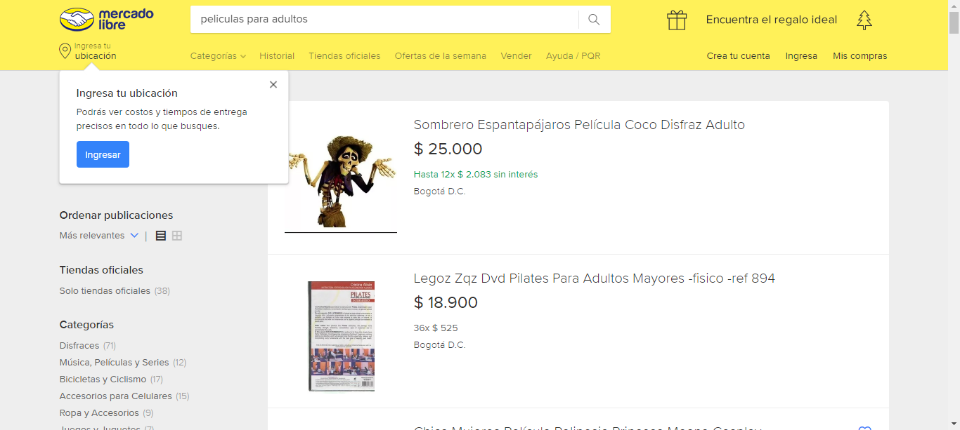 mercado
libre
peliculas para adultos
Encuentra el regalo ideal
Ingresa tu
ubicación
Categorías
Historial
Tiendas oficiales
Ofertas de la semana
Vender
Ayuda / PQR
Crea tu cuenta
Ingresa
Mis compras
Ingresa tu ubicación
Podrás ver costos y tiempos de entrega
precisos en todo lo que busques.
Ingresar
Ordenar publicaciones
Más relevantes
Tiendas oficiales
Solo tiendas oficiales (38)
Categorías
Disfraces (71)
Música, Películas y Series (12)
Bicicletas y Ciclismo (17)
Accesorios para Celulares (15)
Ropa y Accesorios (9)
Juegos y Juguetes (7)
Sombrero Espantapájaros Película Coco Disfraz Adulto
$ 25.000
Hasta 12x $ 2.083 sin interés
Bogotá D.C.
PILATES
Legoz Zqz Dvd Pilates Para Adultos Mayores -fisico -ref 894
$ 18.900
36x $ 525
Bogotá D.C.